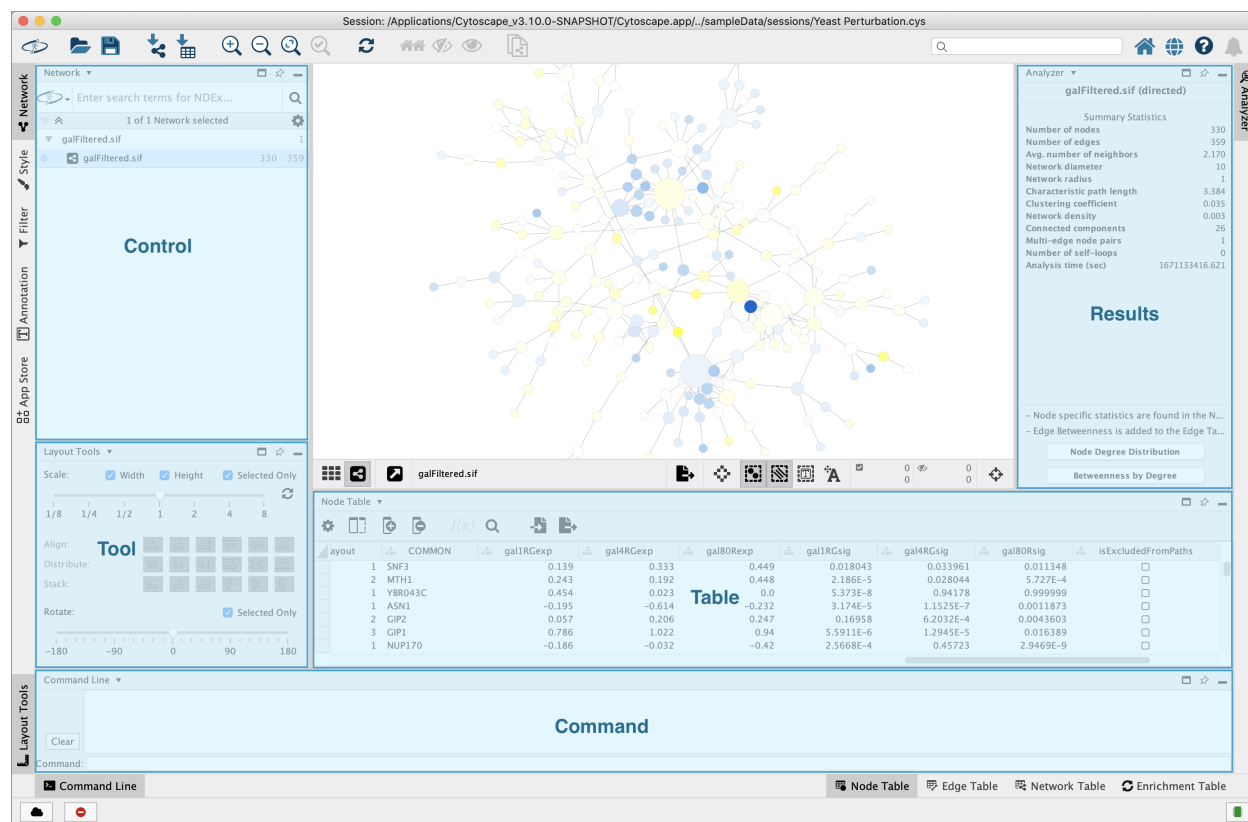 Session: /Applications/Cytoscape_v3.10.0-SNAPSHOT/Cytoscape.app/../sampleData/sessions/Yeast Perturbation.cys
Network
Style
Filter
Annotation
App Store
Layout Tools
Network
Enter search terms for NDEx...
1 of 1 Network selected
galFiltered.sif 1
galFiltered.sif 330 359
Control
Layout Tools
Scale: Width Height Selected Only
1/8 1/4 1/2 1 2 4 8
Align:
Distribute:
Stack:
Tool
Rotate: Selected Only
-180 -90 0 90 180
galFiltered.sif
0 0
0 0
Analyzer
Analyzer
galFiltered.sif (directed)
Summary Statistics
Number of nodes 330
Number of edges 359
Avg. number of neighbors 2.170
Network diameter 10
Network radius 1
Characteristic path length 3.384
Clustering coefficient 0.035
Network density 0.003
Connected components 26
Multi-edge node pairs 1
Number of self-loops 0
Analysis time (sec) 1671133416.621
Results
- Node specific statistics are found in the N...
- Edge Betweenness is added to the Edge Ta...
Node Degree Distribution
Betweenness by Degree
Node Table
f(x)
ayout COMMON gal1RGexp gal4RGexp gal80Rexp gal1RGsig gal4RGsig gal80Rsig isExcludedFromPaths
1 SNF3 0.139 0.333 0.449 0.018043 0.033961 0.011348
2 MTH1 0.243 0.192 0.448 2.186E-5 0.028044 5.727E-4
1 YBR043C 0.454 0.023 0.0 5.373E-8 0.94178 0.999999
1 ASN1 -0.195 -0.614 -0.232 3.174E-5 1.1525E-7 0.0011873
2 GIP2 0.057 0.206 0.247 0.16958 6.2032E-4 0.0043603
3 GIP1 0.786 1.022 0.94 5.5911E-6 1.2945E-5 0.016389
1 NUP170 -0.186 -0.032 -0.42 2.5668E-4 0.45723 2.9469E-9
Table
Command Line
Command
Clear
Command:
Command Line
Node Table Edge Table Network Table Enrichment Table